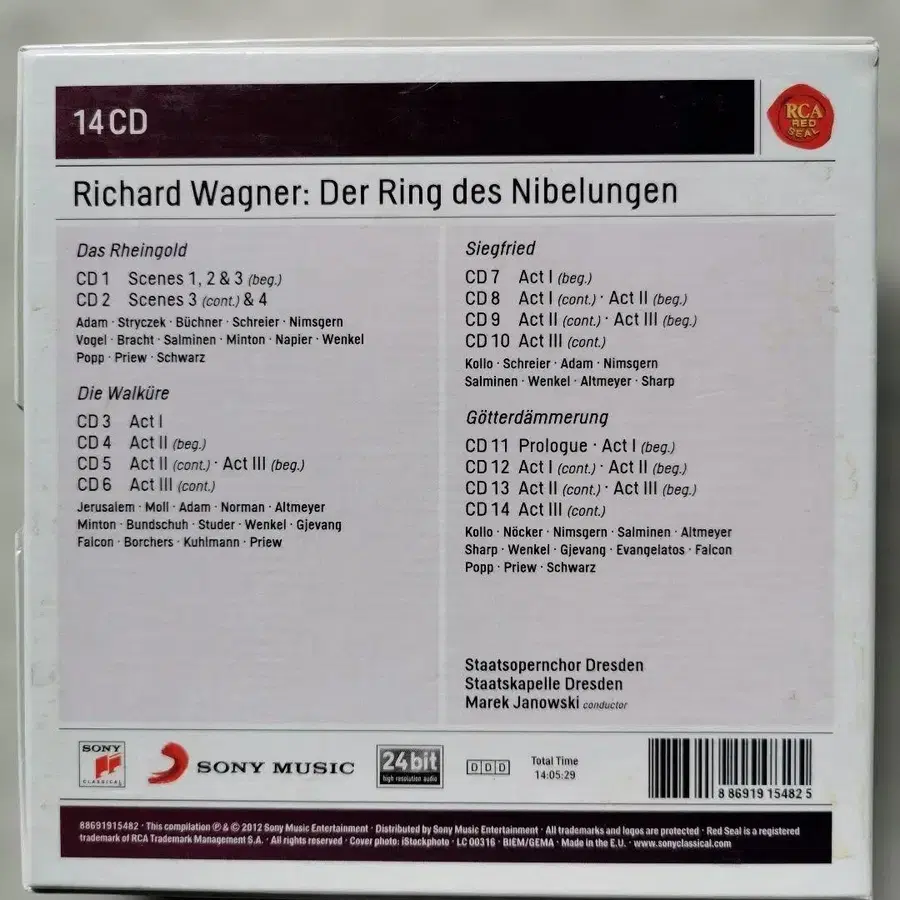 14 CD
RCA
RED
SEAL
Richard Wagner: Der Ring des Nibelungen
Das Rheingold
CD 1 Scenes 1, 2 & 3 (beg.)
CD 2 Scenes 3 (cont.) & 4
Adam · Stryczek · Büchner · Schreier · Nimsgern
Vogel · Bracht · Salminen · Minton · Napier · Wenkel
Popp · Priew · Schwarz
Die Walküre
CD 3 Act I
CD 4 Act II (beg.)
CD 5 Act II (cont.) · Act III (beg.)
CD 6 Act III (cont.)
Jerusalem · Moll · Adam · Norman · Altmeyer
Minton · Bundschuh · Studer · Wenkel · Gjevang
Falcon · Borchers · Kuhlmann · Priew
Siegfried
CD 7 Act I (beg.)
CD 8 Act I (cont.) · Act II (beg.)
CD 9 Act II (cont.) · Act III (beg.)
CD 10 Act III (cont.)
Kollo · Schreier · Adam · Nimsgern
Salminen · Wenkel · Altmeyer · Sharp
Götterdämmerung
CD 11 Prologue · Act I (beg.)
CD 12 Act I (cont.) · Act II (beg.)
CD 13 Act II (cont.) · Act III (beg.)
CD 14 Act III (cont.)
Kollo · Nöcker · Nimsgern · Salminen · Altmeyer
Sharp · Wenkel · Gjevang · Evangelatos · Falcon
Popp · Priew · Schwarz
Staatsopernchor Dresden
Staatskapelle Dresden
Marek Janowski conductor
SONY
CLASSICAL
SONY MUSIC
24 bit
high resolution audio
DDD
Total Time
14:05:29
8 86919 15482 5
88691915482 · This compilation ℗ & © 2012 Sony Music Entertainment · Distributed by Sony Music Entertainment · All trademarks and logos are protected · Red Seal is a registered
trademark of RCA Trademark Management S.A. · All rights reserved · Cover photo: iStockphoto · LC 00316 · BIEM/GEMA · Made in the E.U. · www.sonyclassical.com